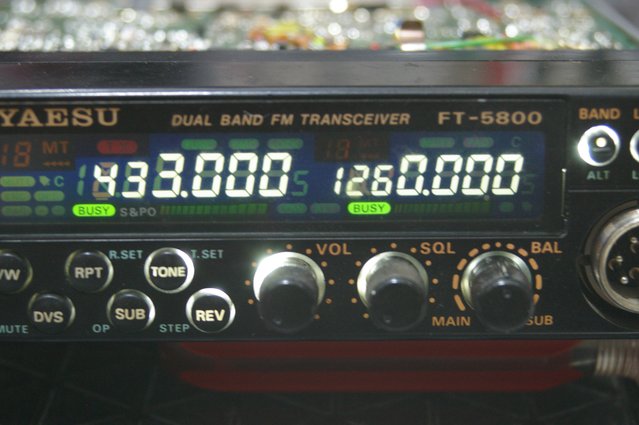 YAESU DUAL BAND FM TRANSCEIVER FT-5800
BAND
ALT
18 MT
433.000 1260.000
BUSY S&PO BUSY
R.SET T.SET VOL SQL BAL
/W RPT TONE
DVS SUB REV
MUTE OP STEP MAIN SUB